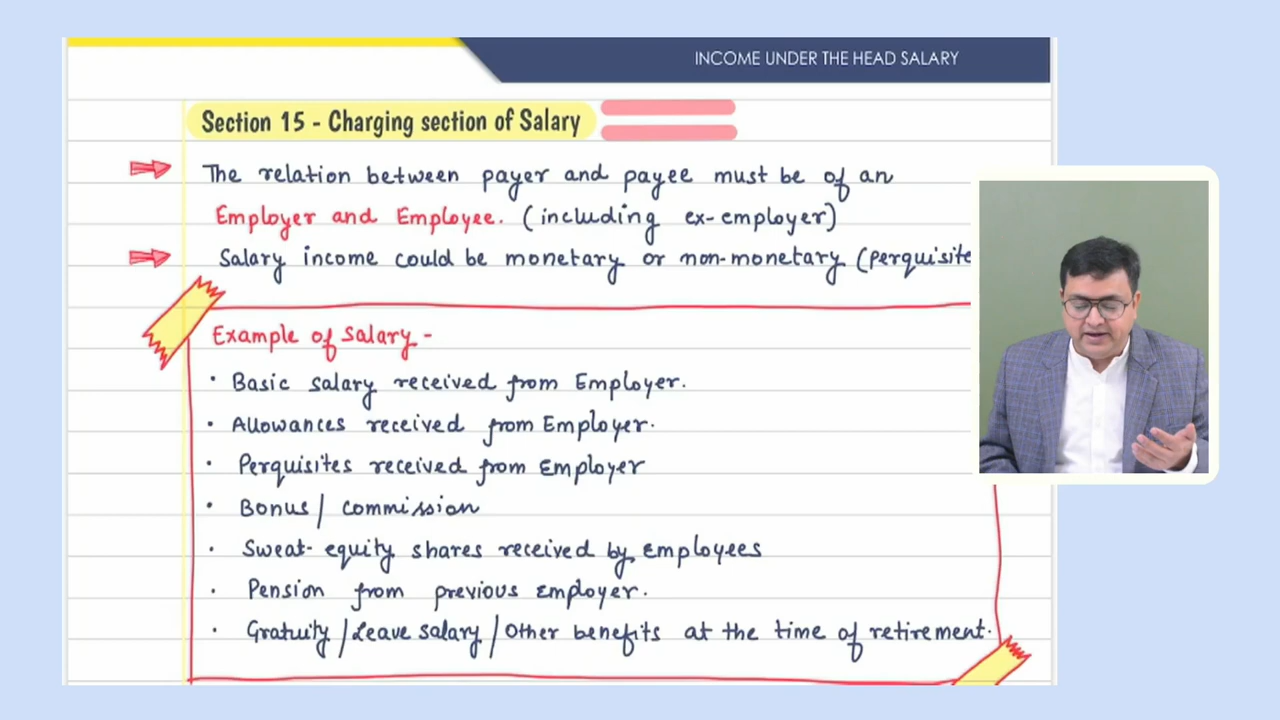 INCOME UNDER THE HEAD SALARY
Section 15 - Charging section of Salary
The relation between payer and payee must be of an
Employer and Employee. (including ex-employer)
Salary income could be monetary or non-monetary (perquisite
Example of Salary -
• Basic salary received from Employer.
• Allowances received from Employer.
• Perquisites received from Employer
• Bonus / commission
• Sweat-equity shares received by employees
• Pension from previous employer.
• Gratuity / Leave salary / Other benefits at the time of retirement.